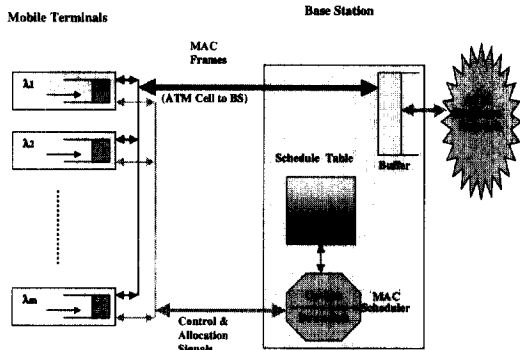 Base Station
Mobile Terminals
MAC
Frames
λ1
(ATM Cell to BS)
λ2
Schedule Table
Buffer
λm
MAC
Scheduler
Control &
Allocation
Signals